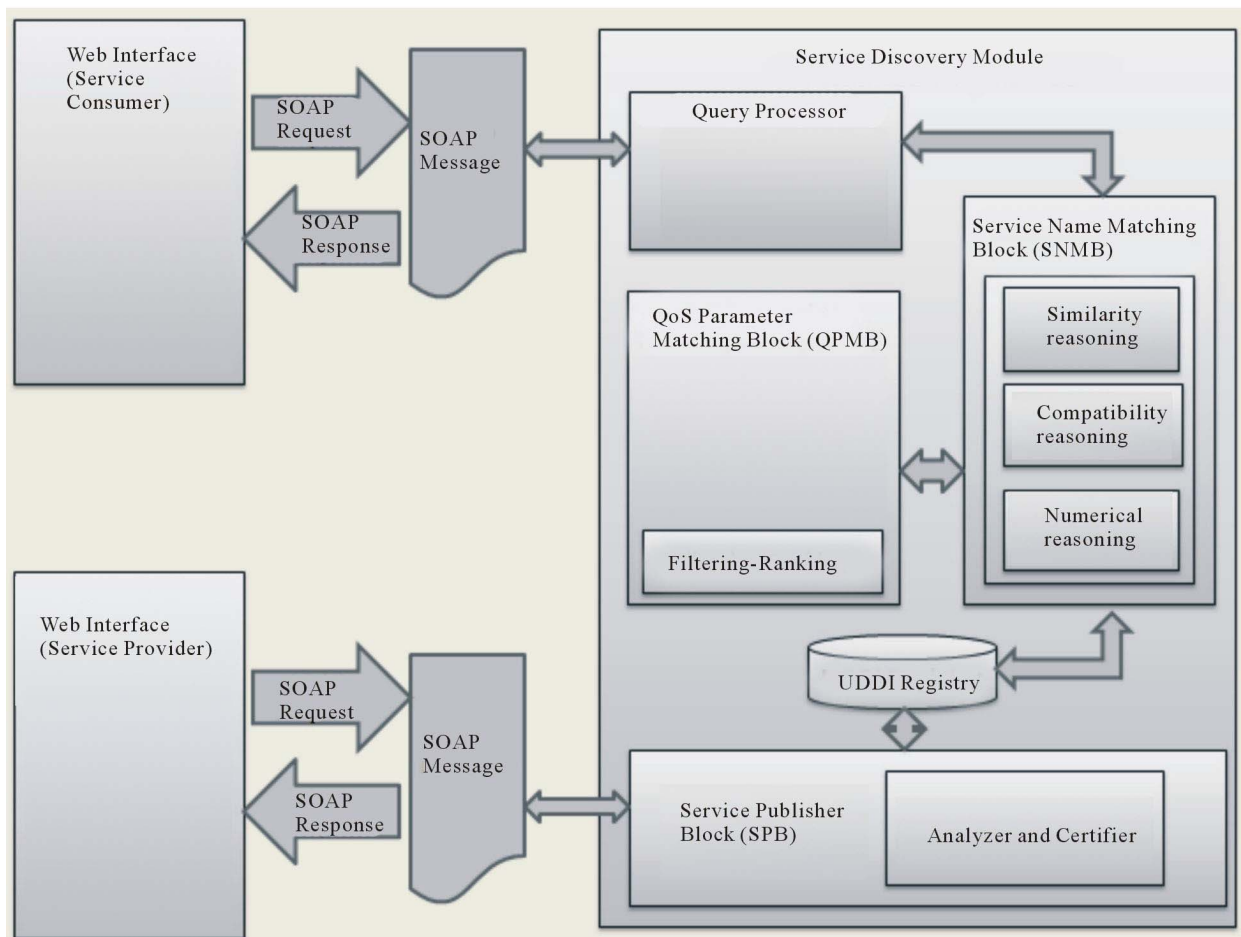 Web Interface
(Service
Consumer)
SOAP
Request
SOAP
Response
SOAP
Message
Service Discovery Module
Query Processor
Service Name Matching
Block (SNMB)
Similarity
reasoning
Compatibility
reasoning
Numerical
reasoning
QoS Parameter
Matching Block (QPMB)
Filtering-Ranking
UDDI Registry
Web Interface
(Service Provider)
SOAP
Request
SOAP
Response
SOAP
Message
Service Publisher
Block (SPB)
Analyzer and Certifier